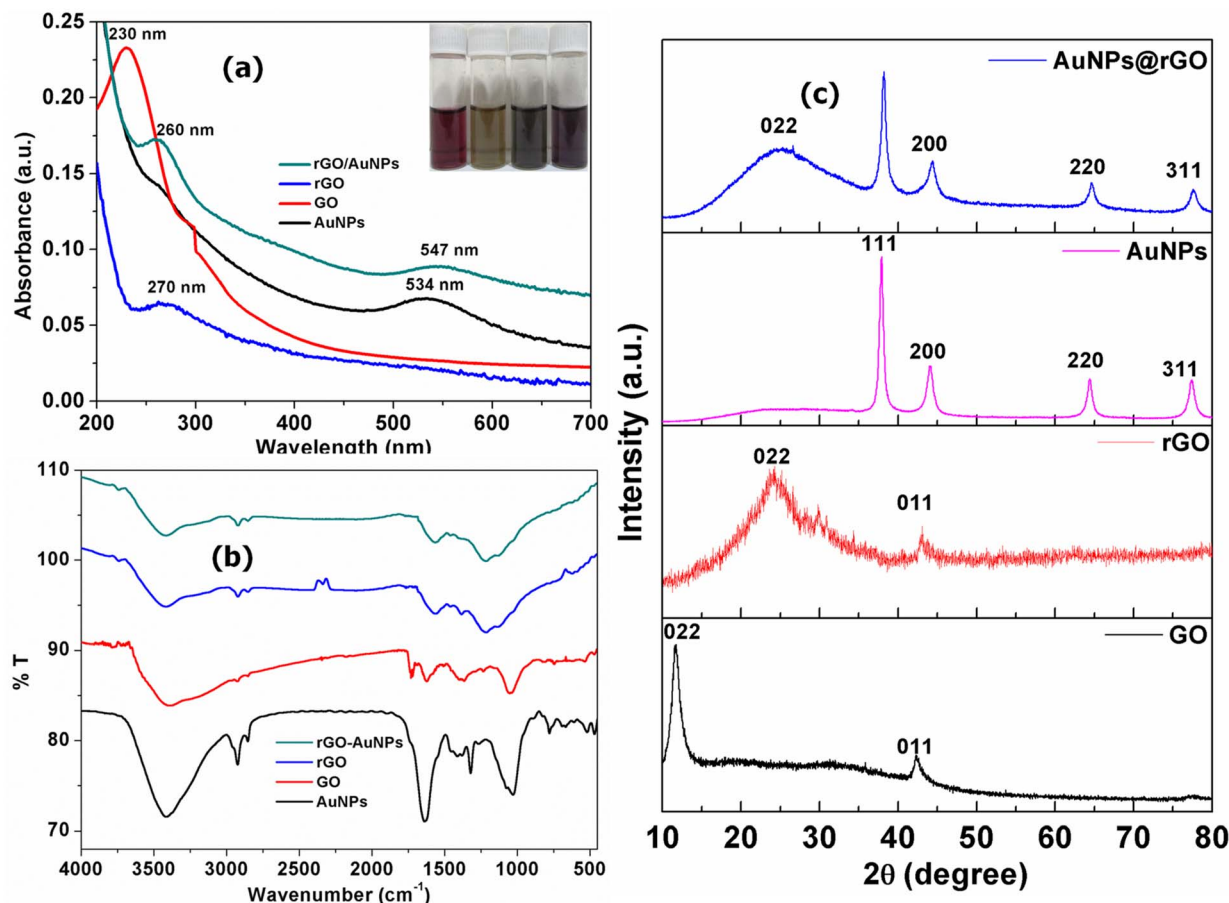 0.25
0.20
0.15
0.10
0.05
0.00
Absorbance (a.u.)
230 nm
(a)
260 nm
rGO/AuNPs
rGO
GO
AuNPs
547 nm
534 nm
270 nm
200 300 400 500 600 700
Wavelength (nm)
110
100
90
80
70
% T
(b)
rGO-AuNPs
rGO
GO
AuNPs
4000 3500 3000 2500 2000 1500 1000 500
Wavenumber (cm⁻¹)
Intensity (a.u.)
AuNPs@rGO
(c)
022
200
220
311
AuNPs
111
200
220
311
rGO
022
011
GO
022
011
10 20 30 40 50 60 70 80
2θ (degree)